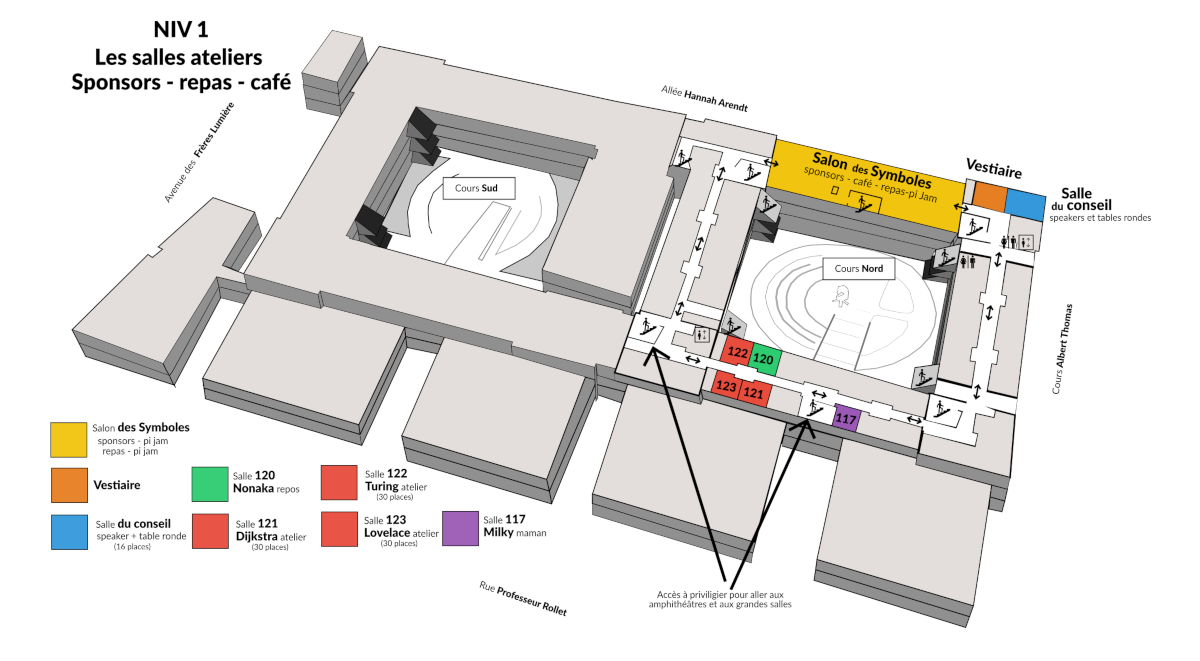 NIV 1
Les salles ateliers
Sponsors - repas - café
Allée Hannah Arendt
Avenue des Frères Lumière
Cours Sud
Salon des Symboles
sponsors - café - repas-pi Jam
Vestiaire
Salle
du conseil
speakers et tables rondes
Cours Nord
Cours Albert Thomas
122
120
123
121
117
Salon des Symboles
sponsors - pi jam
repas - pi jam
Vestiaire
Salle 120
Nonaka repos
Salle 122
Turing atelier
(30 places)
Salle du conseil
speaker + table ronde
(16 places)
Salle 121
Dijkstra atelier
(30 places)
Salle 123
Lovelace atelier
(30 places)
Salle 117
Milky maman
Rue Professeur Rollet
Accès à priviligier pour aller aux
amphithéâtres et aux grandes salles